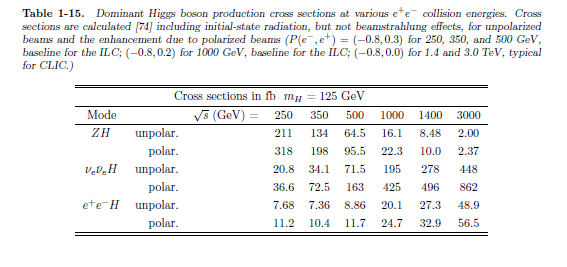 Table 1-15. Dominant Higgs boson production cross sections at various e⁺e⁻ collision energies. Cross
sections are calculated [74] including initial-state radiation, but not beamstrahlung effects, for unpolarized
beams and the enhancement due to polarized beams (P(e⁻, e⁺) = (−0.8, 0.3) for 250, 350, and 500 GeV,
baseline for the ILC; (−0.8, 0.2) for 1000 GeV, baseline for the ILC; (−0.8, 0.0) for 1.4 and 3.0 TeV, typical
for CLIC.)
Cross sections in fb m_H = 125 GeV
Mode √s (GeV) = 250 350 500 1000 1400 3000
ZH unpolar. 211 134 64.5 16.1 8.48 2.00
polar. 318 198 95.5 22.3 10.0 2.37
ν_eν̄_eH unpolar. 20.8 34.1 71.5 195 278 448
polar. 36.6 72.5 163 425 496 862
e⁺e⁻H unpolar. 7.68 7.36 8.86 20.1 27.3 48.9
polar. 11.2 10.4 11.7 24.7 32.9 56.5